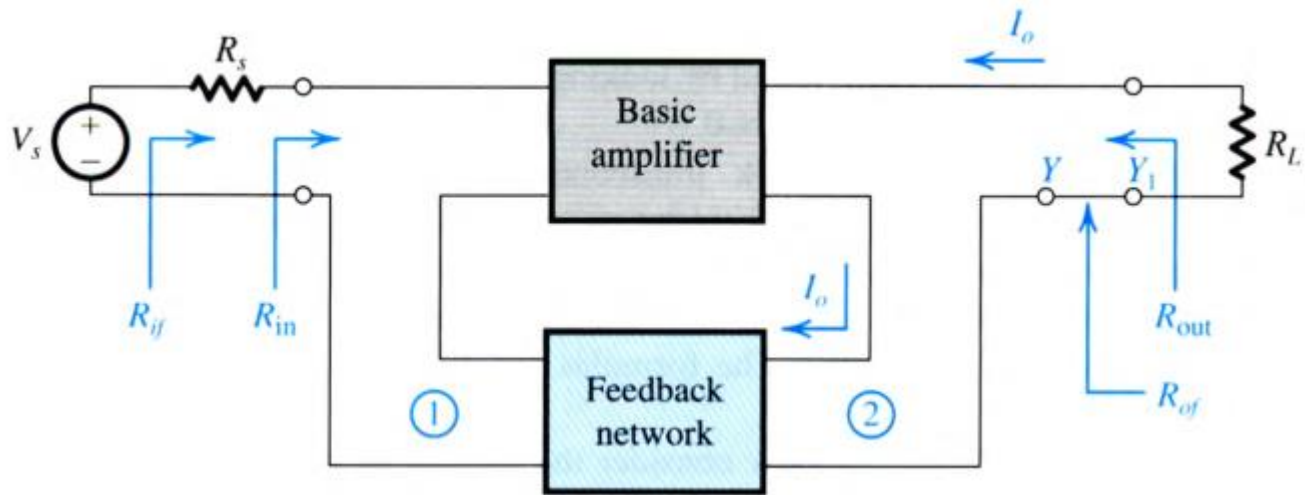 R_s
I_o
Basic
amplifier
V_s
+
−
R_L
Y
Y_1
R_if
R_in
I_o
R_out
R_of
1
2
Feedback
network